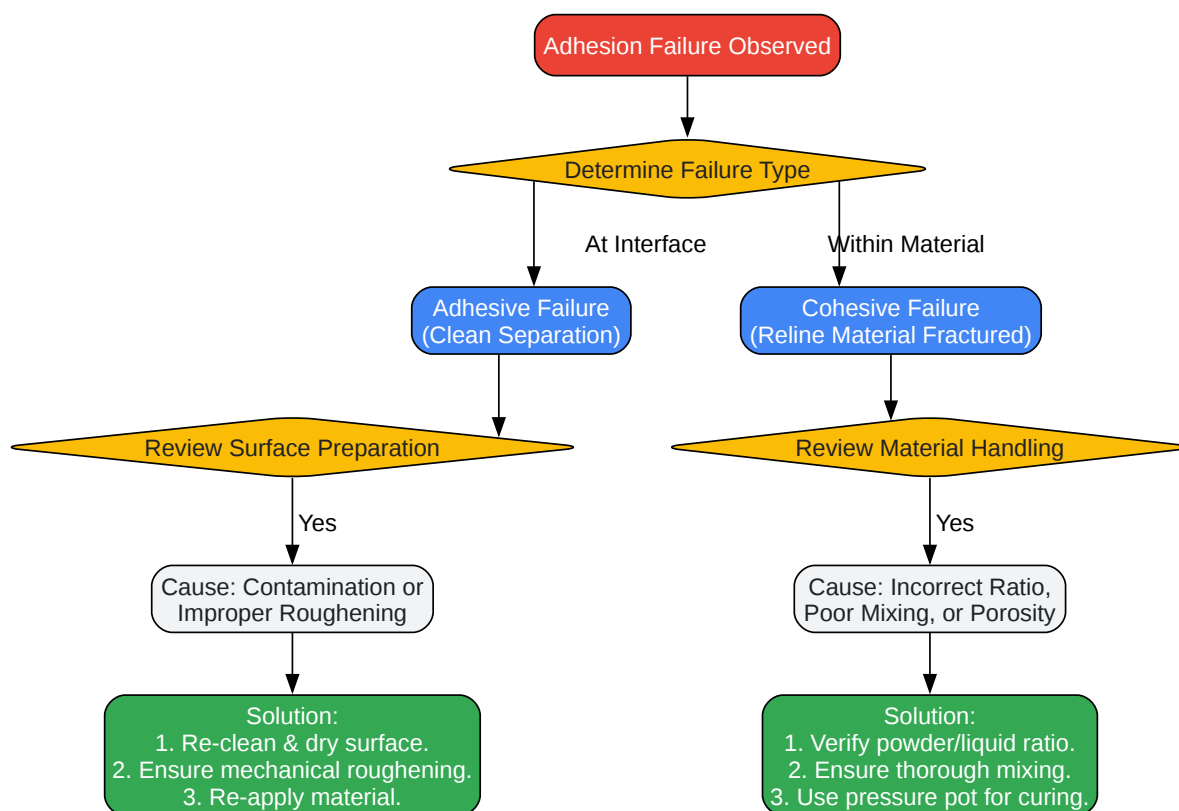 Adhesion Failure Observed
Determine Failure Type
At Interface
Within Material
Adhesive Failure
(Clean Separation)
Cohesive Failure
(Reline Material Fractured)
Review Surface Preparation
Review Material Handling
Yes
Yes
Cause: Contamination or
Improper Roughening
Cause: Incorrect Ratio,
Poor Mixing, or Porosity
Solution:
1. Re-clean & dry surface.
2. Ensure mechanical roughening.
3. Re-apply material.
Solution:
1. Verify powder/liquid ratio.
2. Ensure thorough mixing.
3. Use pressure pot for curing.